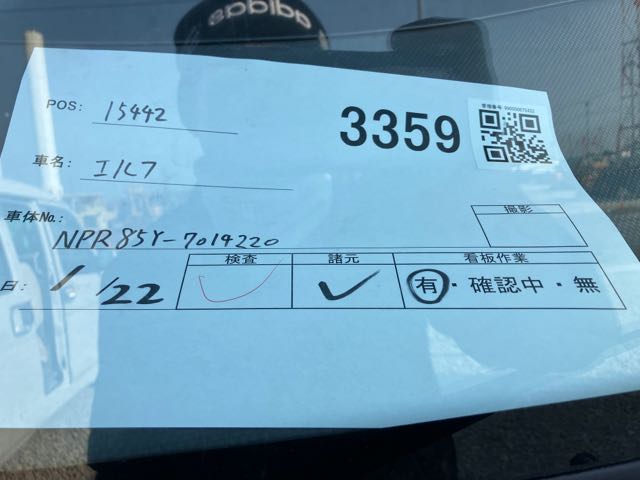 adidas
POS: 15442
3359
車名: エルフ
車体No.: NPR85Y-7014220
撮影
検査 諸元 看板作業
日: 1/22 ✓ ✓ 有・確認中・無